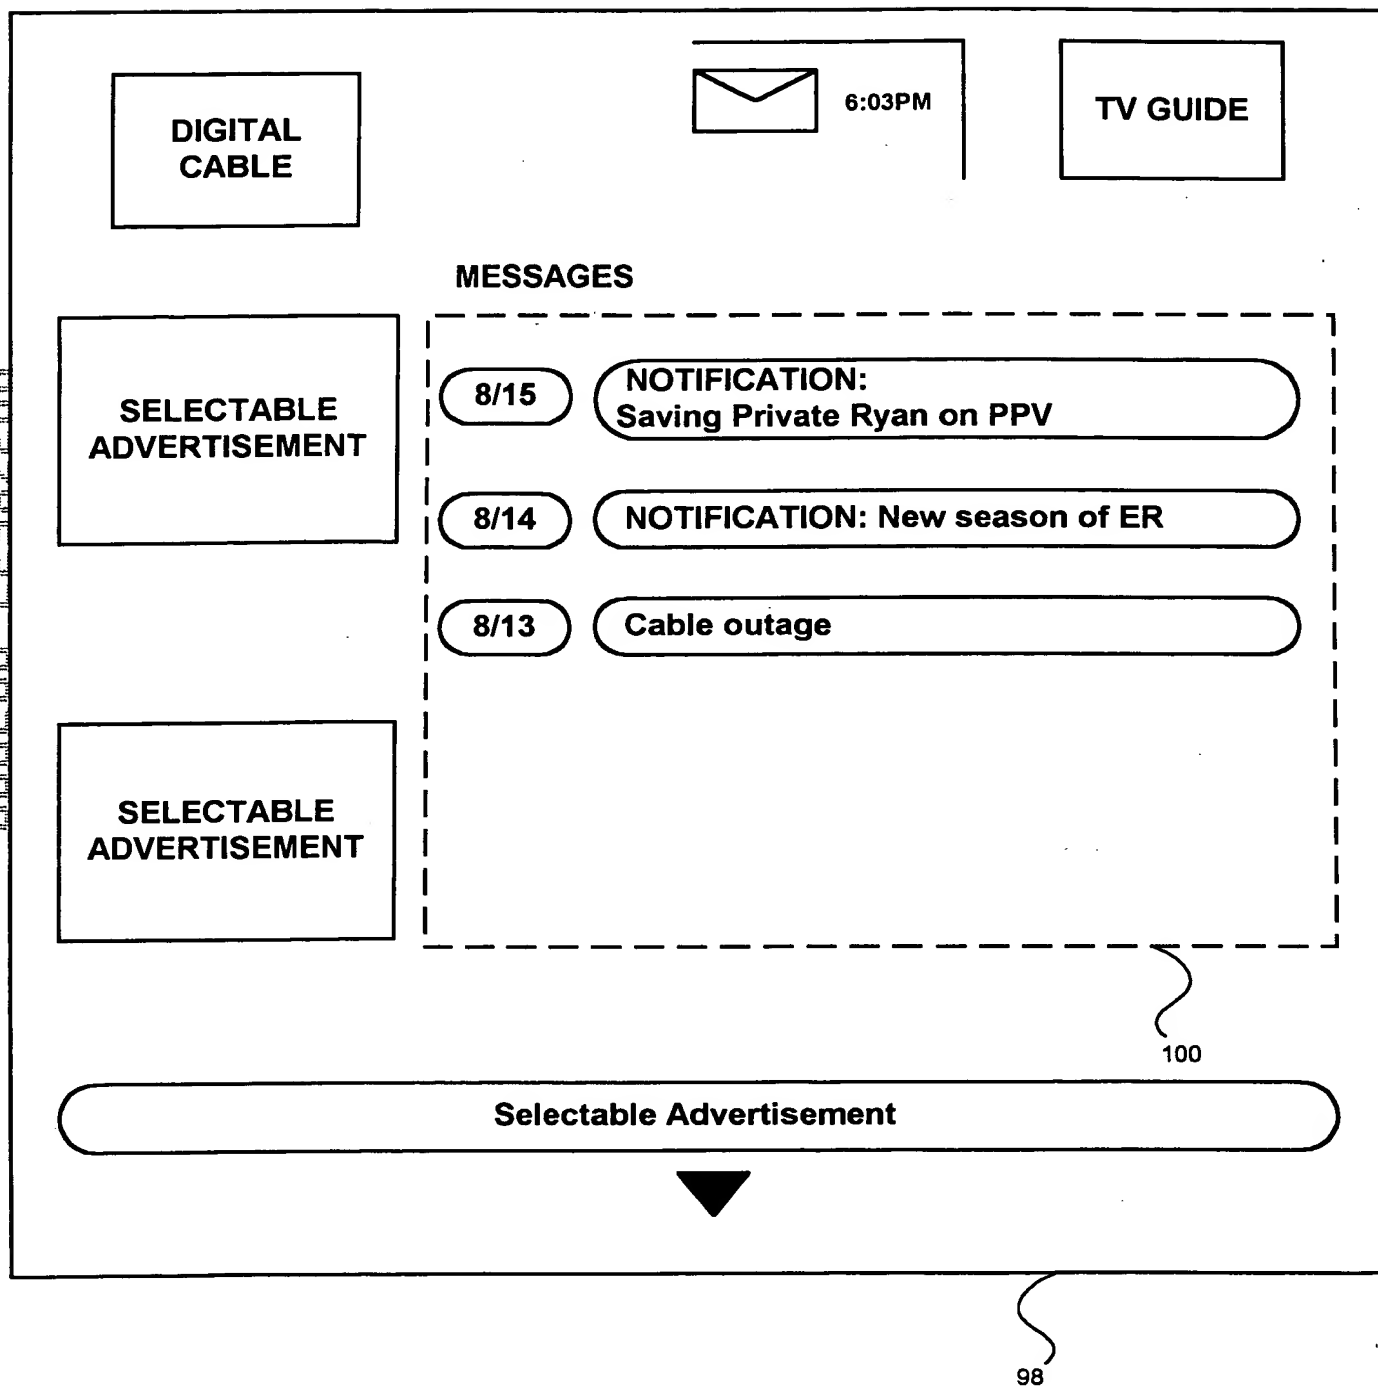 DIGITAL
CABLE
6:03PM
TV GUIDE
MESSAGES
SELECTABLE
ADVERTISEMENT
8/15
NOTIFICATION:
Saving Private Ryan on PPV
8/14
NOTIFICATION: New season of ER
8/13
Cable outage
SELECTABLE
ADVERTISEMENT
100
Selectable Advertisement
98